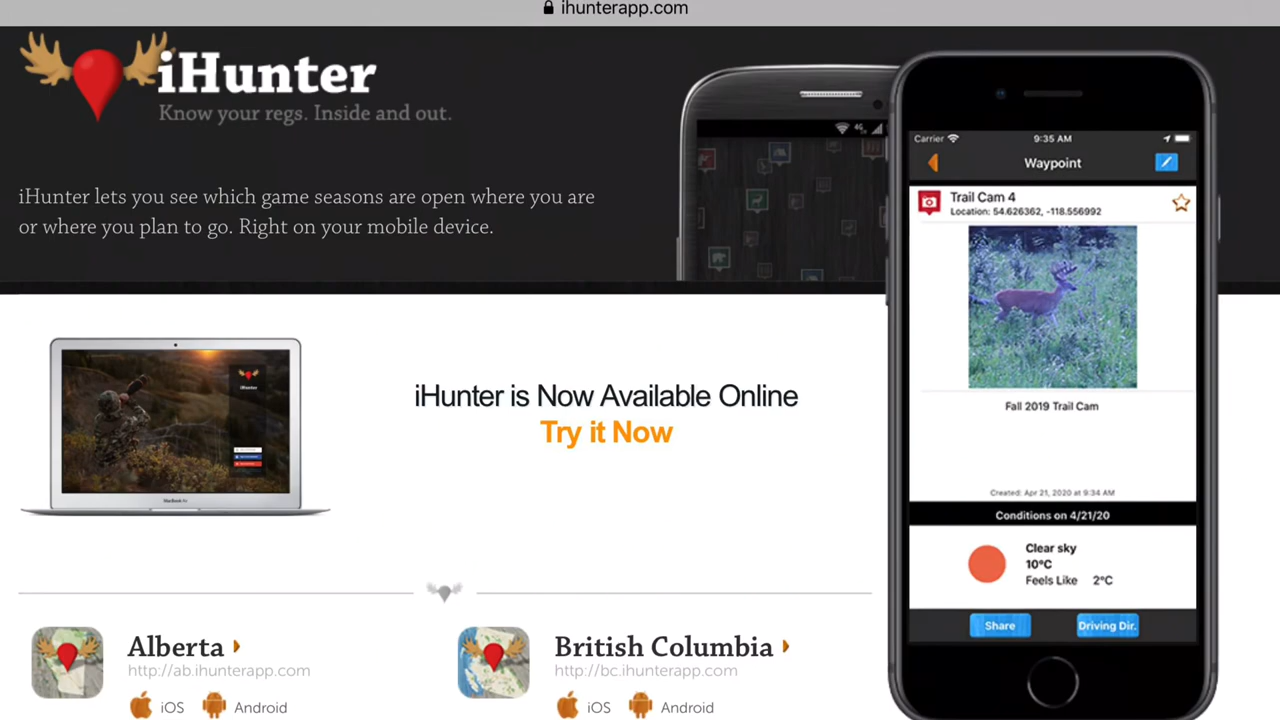 ihunterapp.com
iHunter
Know your regs. Inside and out.
iHunter lets you see which game seasons are open where you are
or where you plan to go. Right on your mobile device.
4G
Carrier
9:35 AM
Waypoint
Trail Cam 4
Location: 54.626362, -118.556992
Fall 2019 Trail Cam
Created: Apr 21, 2020 at 9:34 AM
Conditions on 4/21/20
Clear sky
10°C
Feels Like 2°C
Share
Driving Dir.
iHunter
MacBook Air
iHunter is Now Available Online
Try it Now
Alberta
http://ab.ihunterapp.com
iOS
Android
British Columbia
http://bc.ihunterapp.com
iOS
Android